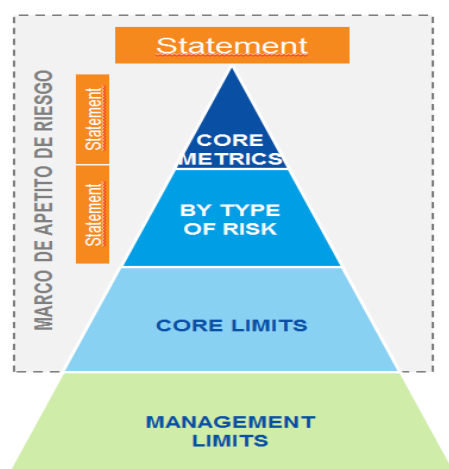 Statement
MARCO DE APETITO DE RIESGO
Statement
Statement
CORE
METRICS
BY TYPE
OF RISK
CORE LIMITS
MANAGEMENT
LIMITS